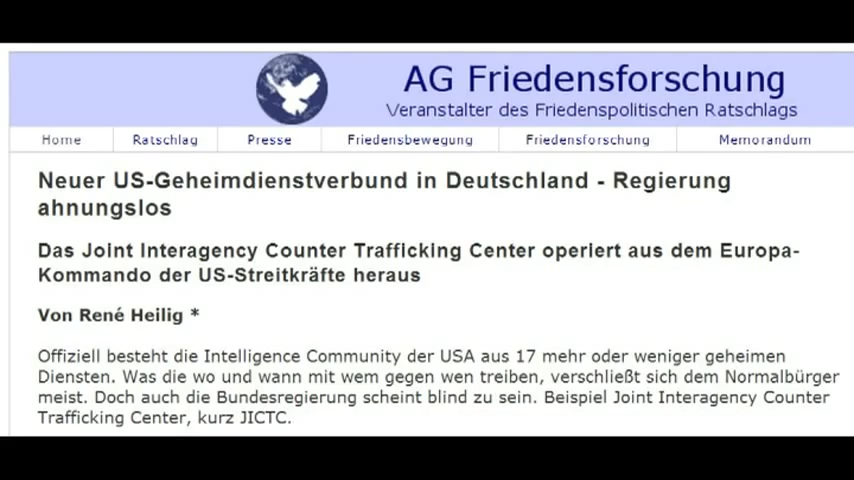 AG Friedensforschung
Veranstalter des Friedenspolitischen Ratschlags
Home Ratschlag Presse Friedensbewegung Friedensforschung Memorandum
Neuer US-Geheimdienstverbund in Deutschland - Regierung
ahnungslos
Das Joint Interagency Counter Trafficking Center operiert aus dem Europa-
Kommando der US-Streitkräfte heraus
Von René Heilig *
Offiziell besteht die Intelligence Community der USA aus 17 mehr oder weniger geheimen
Diensten. Was die wo und wann mit wem gegen wen treiben, verschließt sich dem Normalbürger
meist. Doch auch die Bundesregierung scheint blind zu sein. Beispiel Joint Interagency Counter
Trafficking Center, kurz JICTC.